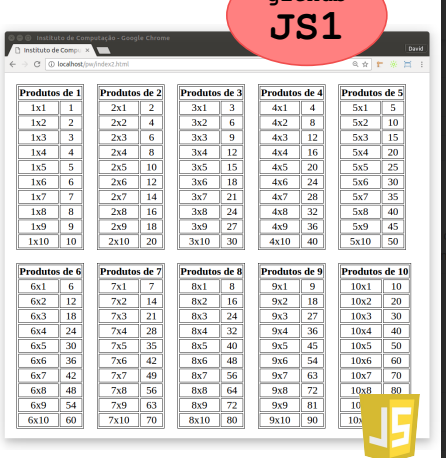 JS1
Instituto de Computação - Google Chrome
Instituto de Compu
David
localhost/pw/index2.html
Produtos de 1 Produtos de 2 Produtos de 3 Produtos de 4 Produtos de 5
1x1 1 2x1 2 3x1 3 4x1 4 5x1 5
1x2 2 2x2 4 3x2 6 4x2 8 5x2 10
1x3 3 2x3 6 3x3 9 4x3 12 5x3 15
1x4 4 2x4 8 3x4 12 4x4 16 5x4 20
1x5 5 2x5 10 3x5 15 4x5 20 5x5 25
1x6 6 2x6 12 3x6 18 4x6 24 5x6 30
1x7 7 2x7 14 3x7 21 4x7 28 5x7 35
1x8 8 2x8 16 3x8 24 4x8 32 5x8 40
1x9 9 2x9 18 3x9 27 4x9 36 5x9 45
1x10 10 2x10 20 3x10 30 4x10 40 5x10 50
Produtos de 6 Produtos de 7 Produtos de 8 Produtos de 9 Produtos de 10
6x1 6 7x1 7 8x1 8 9x1 9 10x1 10
6x2 12 7x2 14 8x2 16 9x2 18 10x2 20
6x3 18 7x3 21 8x3 24 9x3 27 10x3 30
6x4 24 7x4 28 8x4 32 9x4 36 10x4 40
6x5 30 7x5 35 8x5 40 9x5 45 10x5 50
6x6 36 7x6 42 8x6 48 9x6 54 10x6 60
6x7 42 7x7 49 8x7 56 9x7 63 10x7 70
6x8 48 7x8 56 8x8 64 9x8 72 10x8 80
6x9 54 7x9 63 8x9 72 9x9 81
6x10 60 7x10 70 8x10 80 9x10 90
JS